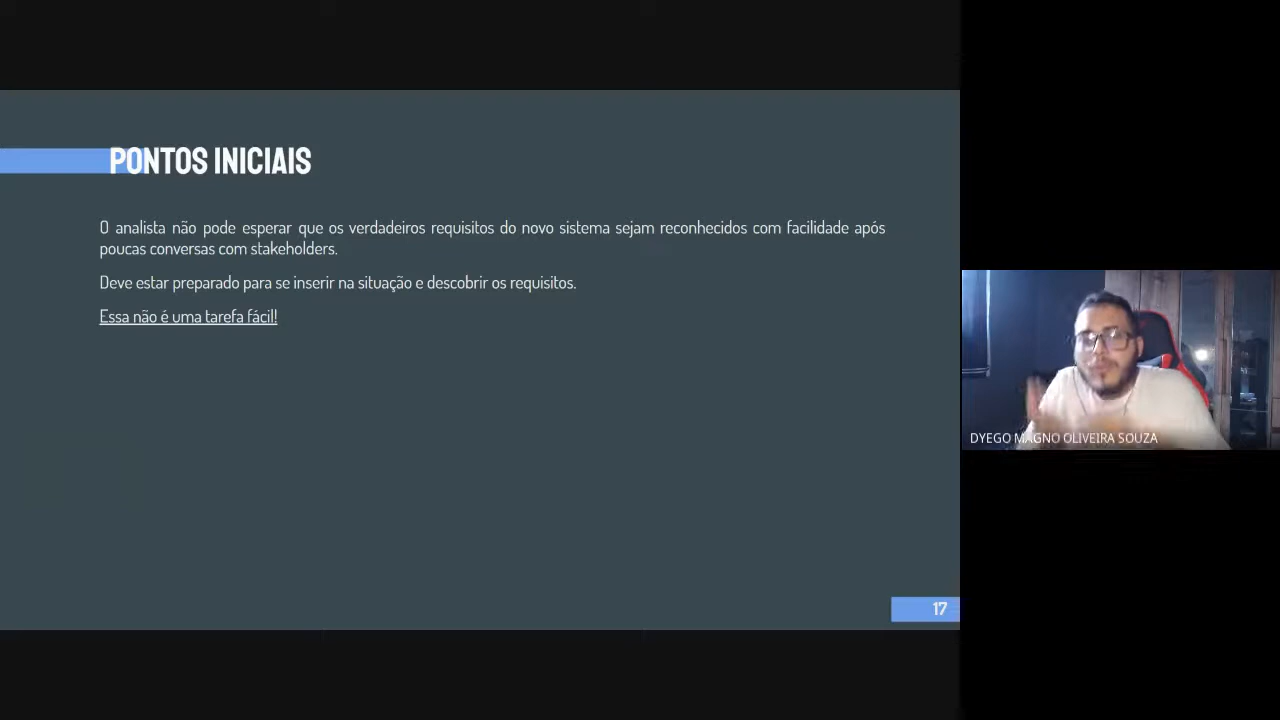 PONTOS INICIAIS
O analista não pode esperar que os verdadeiros requisitos do novo sistema sejam reconhecidos com facilidade após
poucas conversas com stakeholders.
Deve estar preparado para se inserir na situação e descobrir os requisitos.
Essa não é uma tarefa fácil!
DYEGO MAGNO OLIVEIRA SOUZA
17